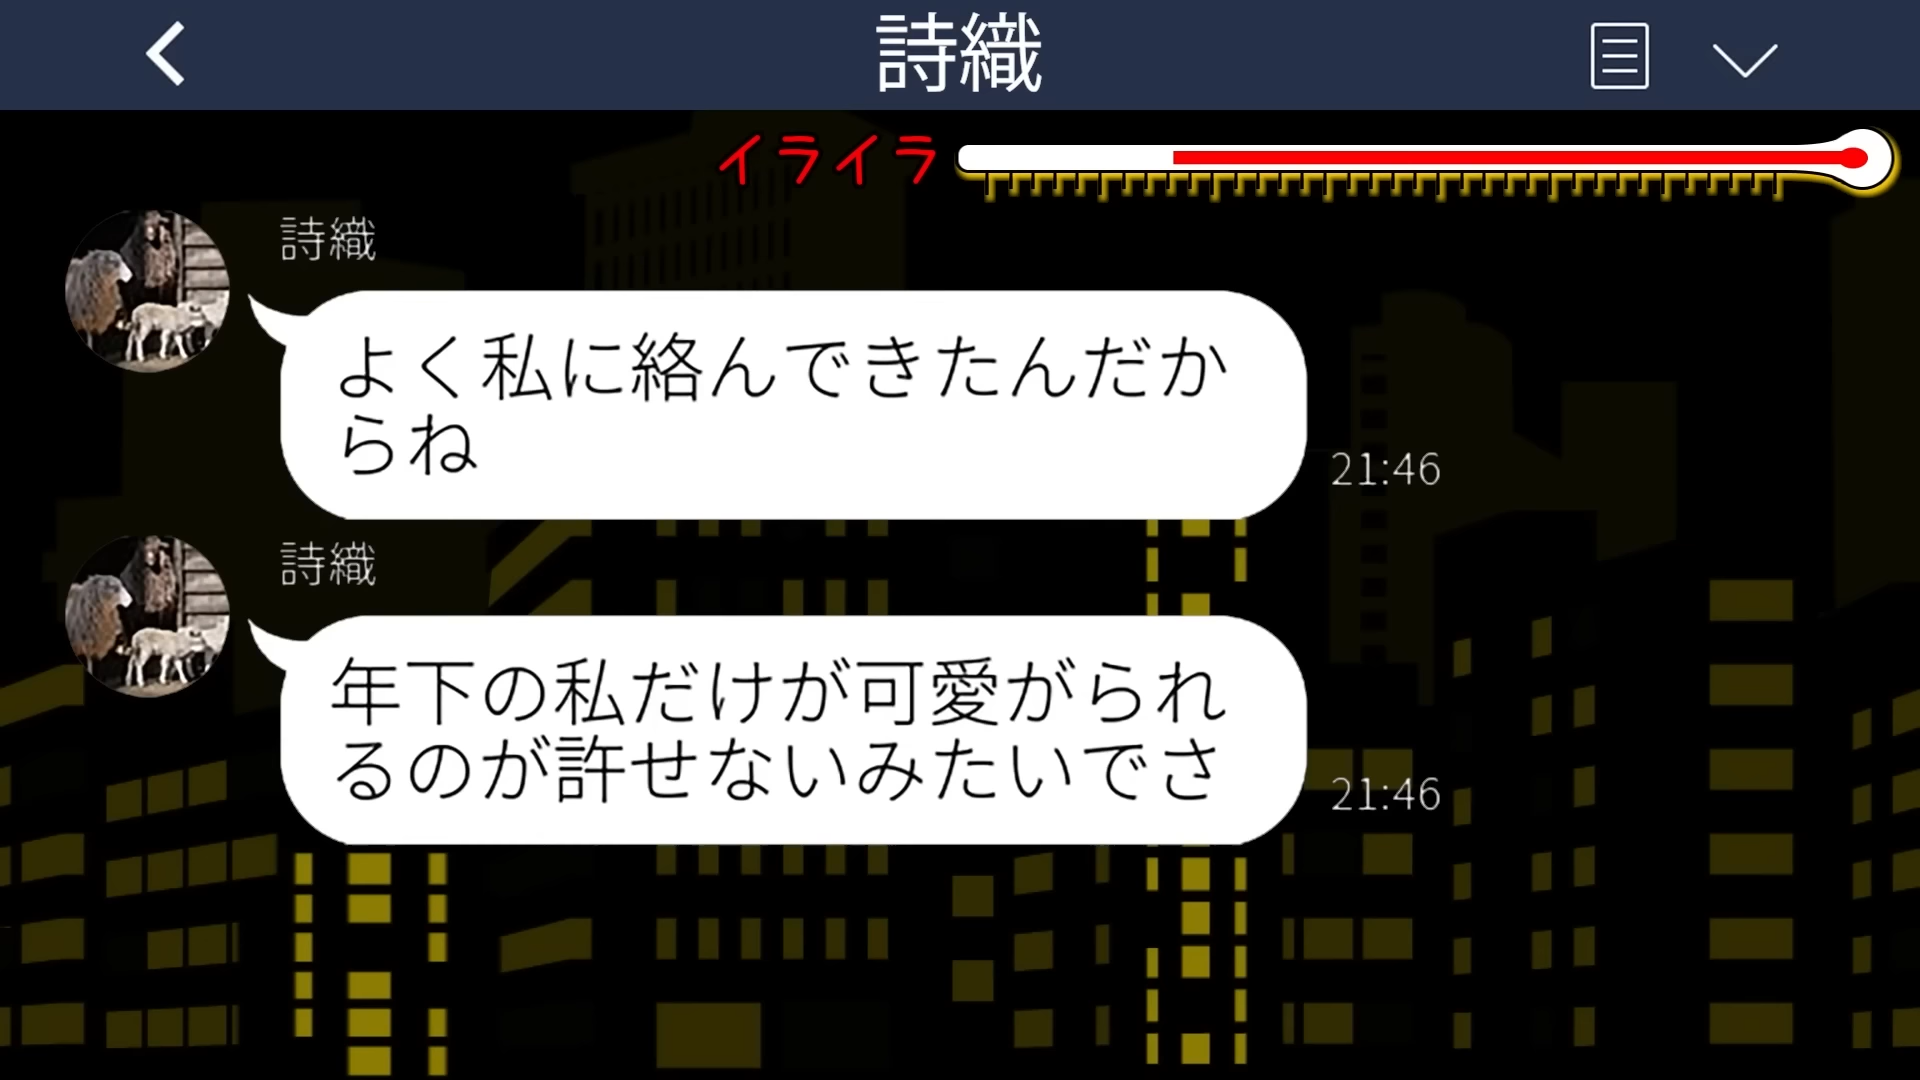 詩織
イライラ
詩織
よく私に絡んできたんだか
らね
21:46
詩織
年下の私だけが可愛がられ
るのが許せないみたいでさ
21:46